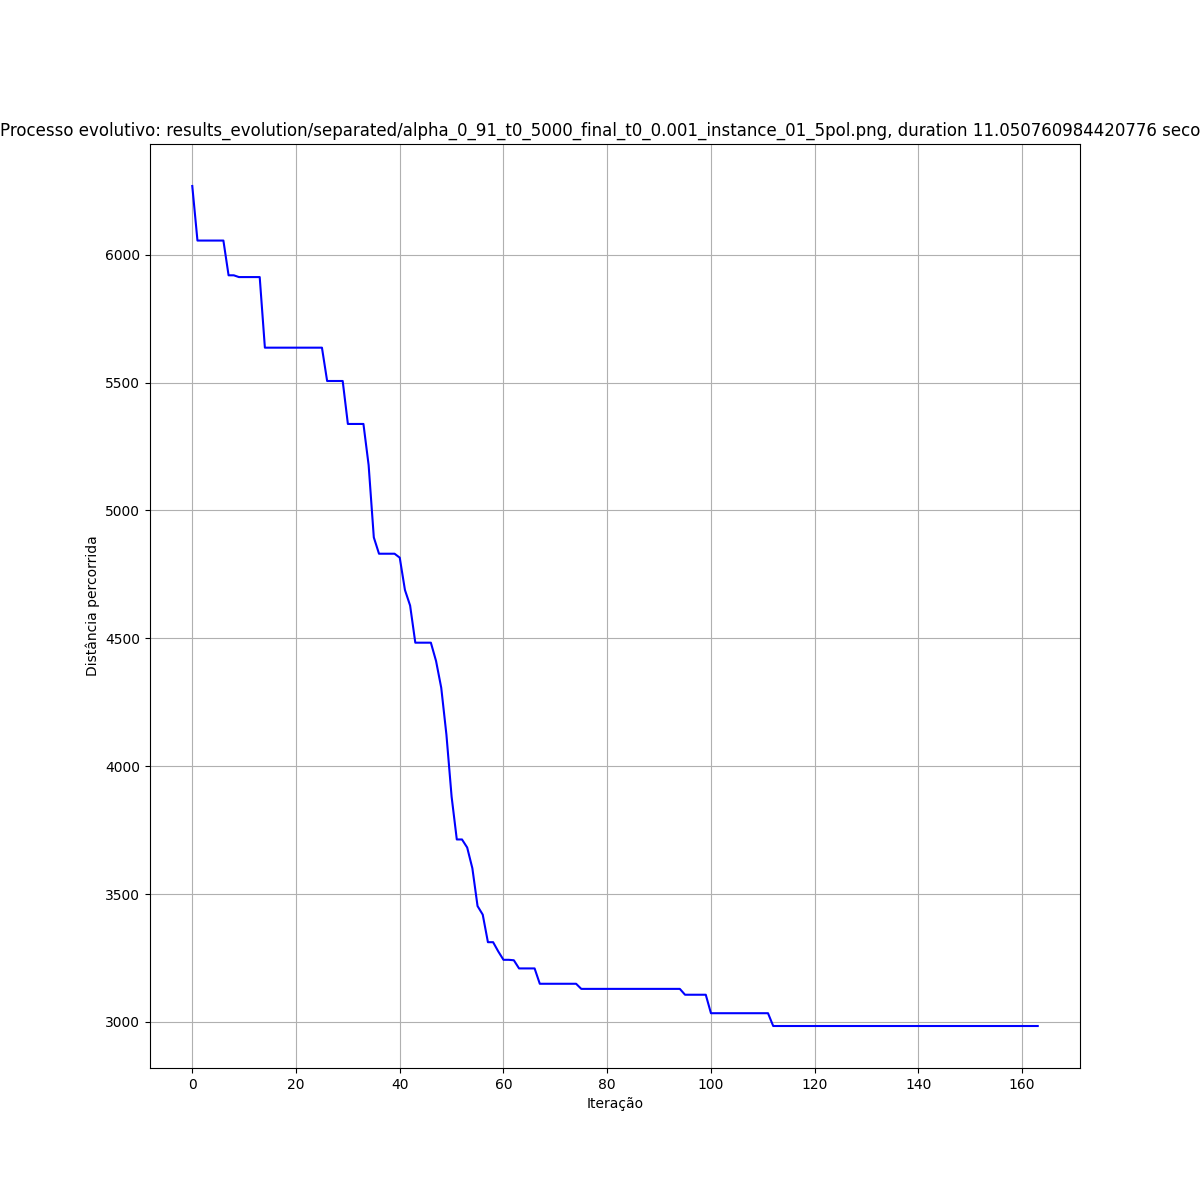 Processo evolutivo: results_evolution/separated/alpha_0_91_t0_5000_final_t0_0.001_instance_01_5pol.png, duration 11.050760984420776 seco
6000
5500
5000
4500
4000
3500
3000
Distância percorrida
0 20 40 60 80 100 120 140 160
Iteração